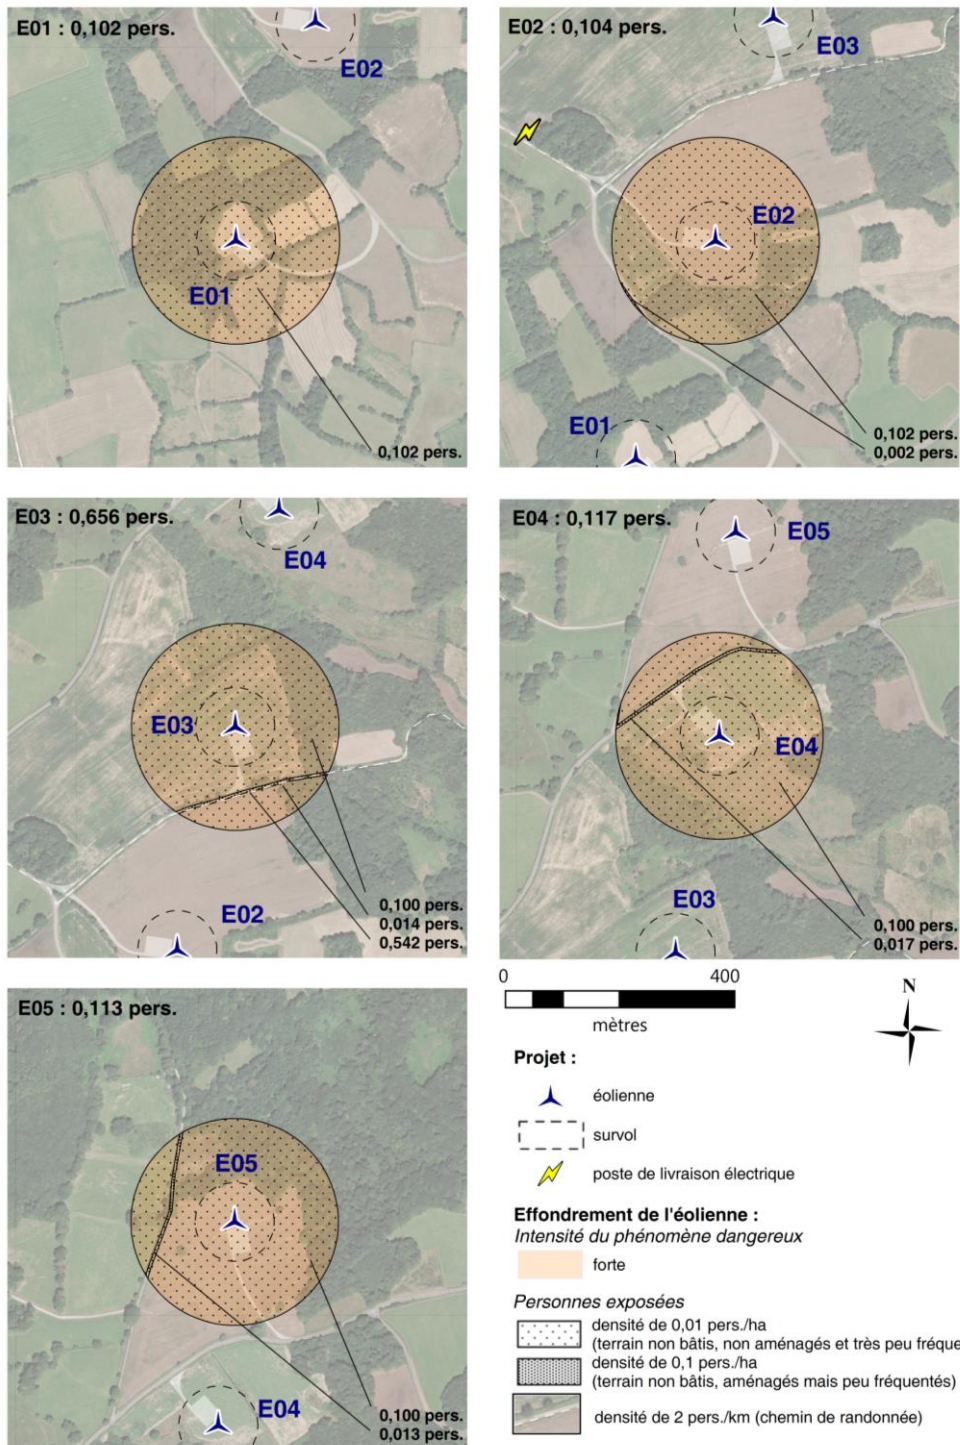 E01 : 0,102 pers.
E02
E01
0,102 pers.
E02 : 0,104 pers.
E03
E02
E01
0,102 pers.
0,002 pers.
E03 : 0,656 pers.
E04
E03
E02
0,100 pers.
0,014 pers.
0,542 pers.
E04 : 0,117 pers.
E05
E04
E03
0,100 pers.
0,017 pers.
E05 : 0,113 pers.
E05
E04
0,100 pers.
0,013 pers.
0 400
mètres
N
Projet :
éolienne
survol
poste de livraison électrique
Effondrement de l'éolienne :
Intensité du phénomène dangereux
forte
Personnes exposées
densité de 0,01 pers./ha
(terrain non bâtis, non aménagés et très peu fréque
densité de 0,1 pers./ha
(terrain non bâtis, aménagés mais peu fréquentés)
densité de 2 pers./km (chemin de randonnée)